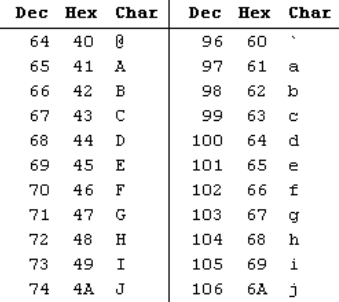 Dec Hex Char Dec Hex Char
64 40 @ 96 60 `
65 41 A 97 61 a
66 42 B 98 62 b
67 43 C 99 63 c
68 44 D 100 64 d
69 45 E 101 65 e
70 46 F 102 66 f
71 47 G 103 67 g
72 48 H 104 68 h
73 49 I 105 69 i
74 4A J 106 6A j